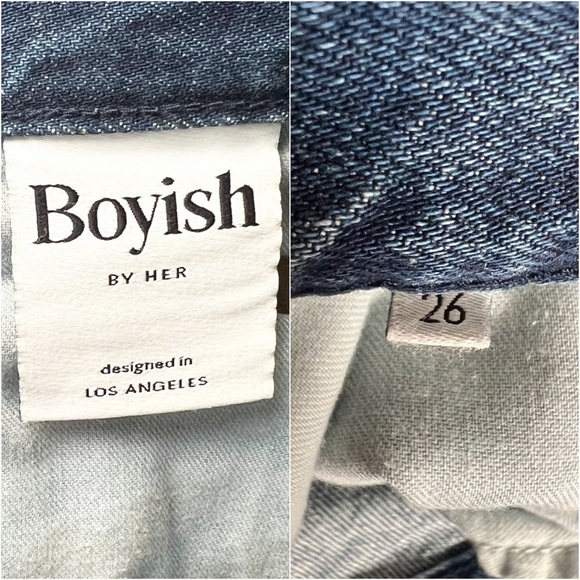 Boyish
BY HER
designed in
LOS ANGELES
26